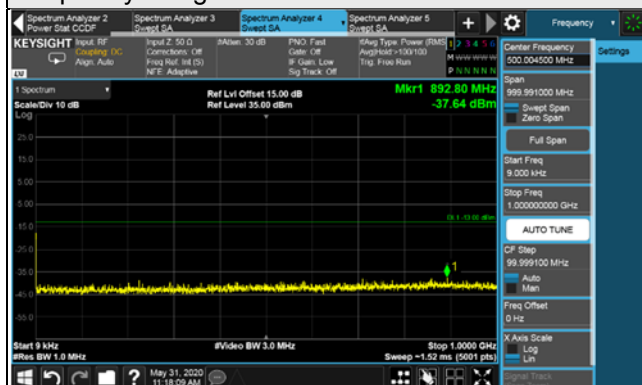 Spectrum Analyzer 2
Power Stat CCDF
Spectrum Analyzer 3
Swept SA
Spectrum Analyzer 4
Swept SA
Spectrum Analyzer 5
Swept SA
Frequency
KEYSIGHT
Input: RF
Coupling: DC
Align: Auto
Input Z: 50 Ω
Corrections: Off
Freq Ref: Int (S)
NFE: Adaptive
#Atten: 30 dB
PNO: Fast
Gate: Off
IF Gain: Low
Sig Track: Off
#Avg Type: Power (RMS)
Avg|Hold:>100/100
Trig: Free Run
1 2 3 4 5 6
M W W W W W
P N N N N N
1 Spectrum
Scale/Div 10 dB
Log
Ref Lvl Offset 15.00 dB
Ref Level 35.00 dBm
Mkr1 892.80 MHz
-37.64 dBm
25.0
15.0
5.00
-5.00
DL1 -13.00 dBm
-15.0
-25.0
-35.0
-45.0
-55.0
1
Start 9 kHz
#Res BW 1.0 MHz
#Video BW 3.0 MHz
Stop 1.0000 GHz
Sweep ~1.52 ms (5001 pts)
May 31, 2020
11:18:09 AM
Center Frequency
500.004500 MHz
Settings
Span
999.991000 MHz
Swept Span
Zero Span
Full Span
Start Freq
9.000 kHz
Stop Freq
1.000000000 GHz
AUTO TUNE
CF Step
99.999100 MHz
Auto
Man
Freq Offset
0 Hz
X Axis Scale
Log
Lin
Signal Track